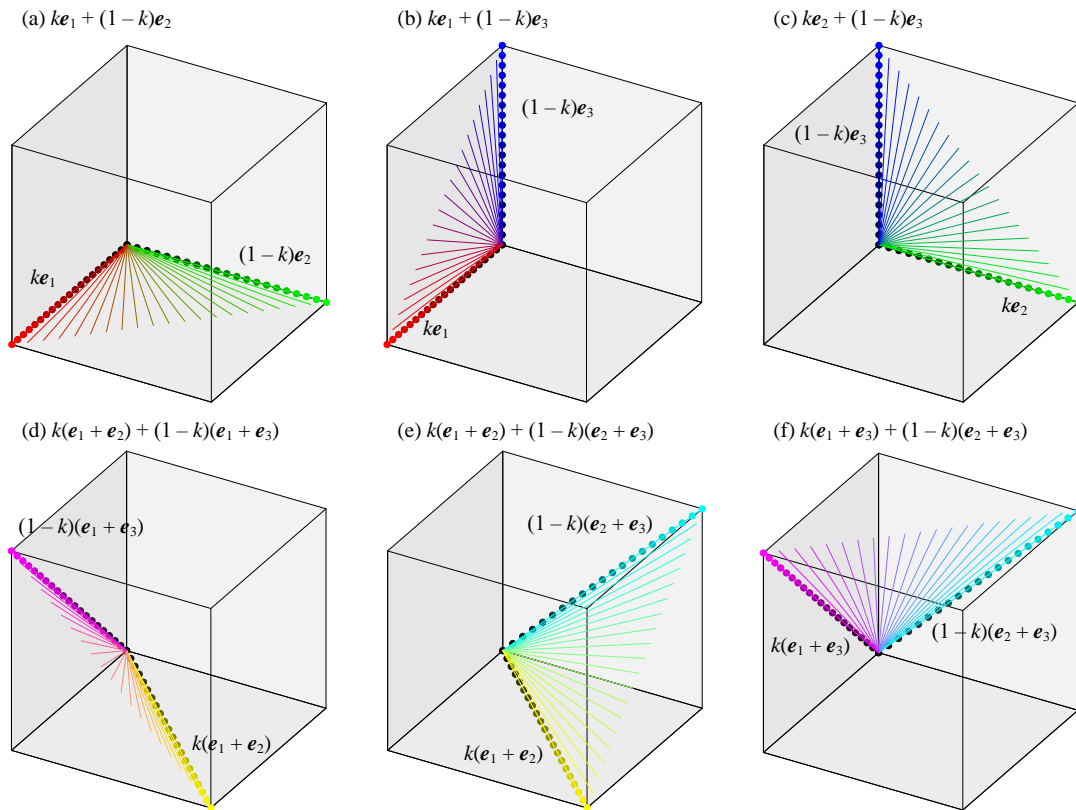 (a) ke₁ + (1 – k)e₂
(b) ke₁ + (1 – k)e₃
(c) ke₂ + (1 – k)e₃
(1 – k)e₃
(1 – k)e₃
ke₁
(1 – k)e₂
ke₁
ke₂
(d) k(e₁ + e₂) + (1 – k)(e₁ + e₃)
(e) k(e₁ + e₂) + (1 – k)(e₂ + e₃)
(f) k(e₁ + e₃) + (1 – k)(e₂ + e₃)
(1 – k)(e₁ + e₃)
(1 – k)(e₂ + e₃)
k(e₁ + e₃)
(1 – k)(e₂ + e₃)
k(e₁ + e₂)
k(e₁ + e₂)